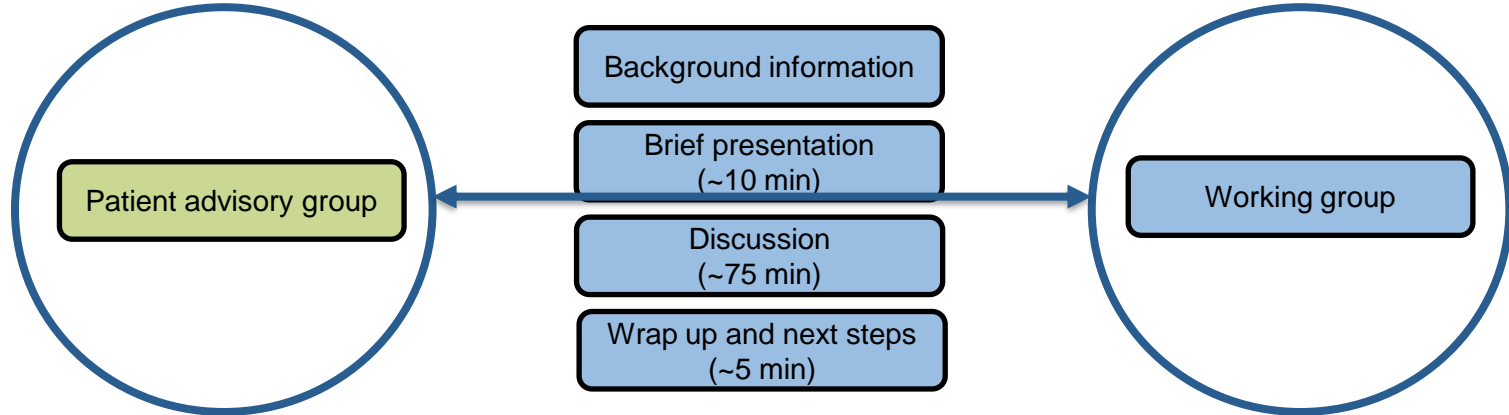 Patient advisory group
Background information
Brief presentation
(~10 min)
Discussion
(~75 min)
Wrap up and next steps
(~5 min)
Working group